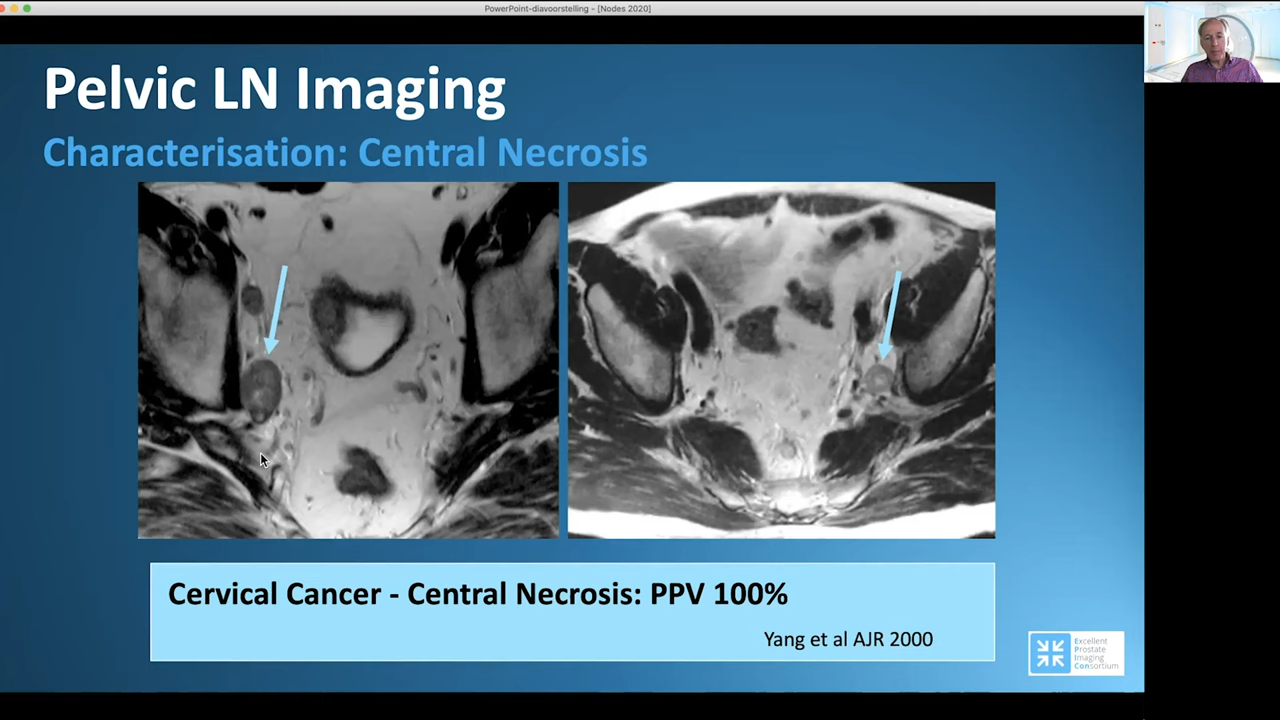 PowerPoint-diavoorstelling - [Nodes 2020]
Pelvic LN Imaging
Characterisation: Central Necrosis
Cervical Cancer - Central Necrosis: PPV 100%
Yang et al AJR 2000
Excellent
Prostate
Imaging
Consortium